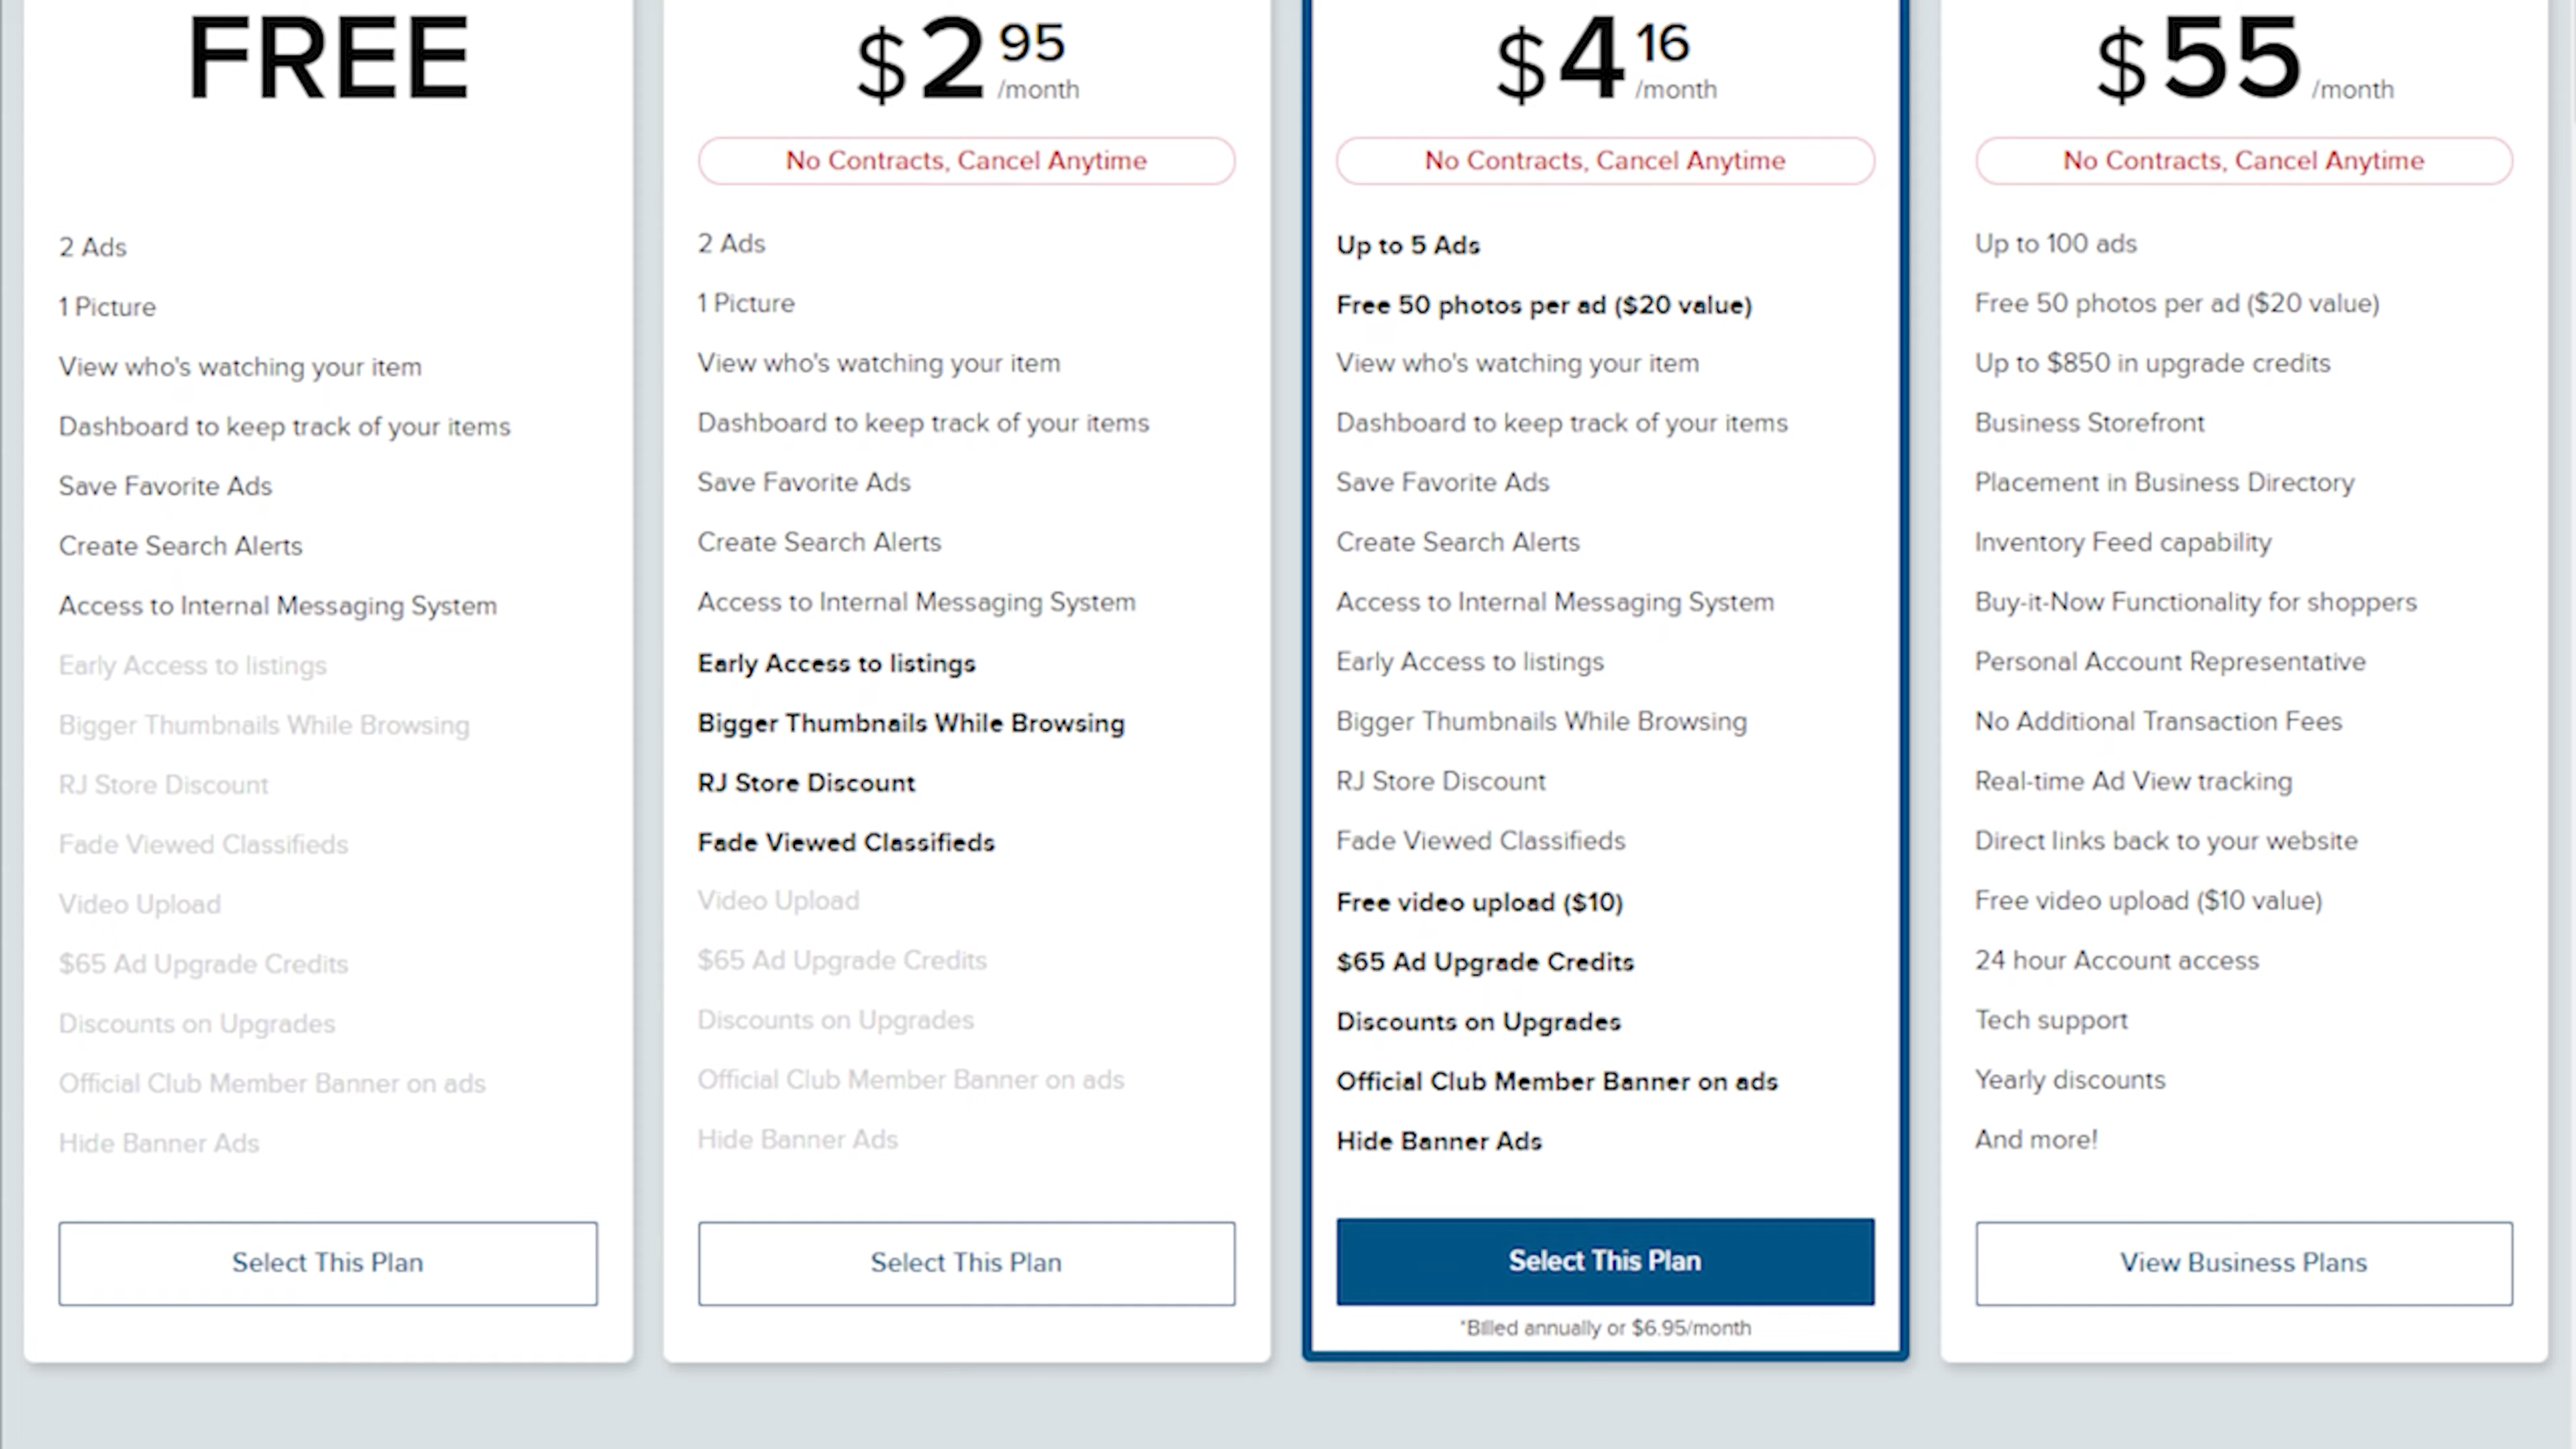 FREE
2 Ads
1 Picture
View who's watching your item
Dashboard to keep track of your items
Save Favorite Ads
Create Search Alerts
Access to Internal Messaging System
Early Access to listings
Bigger Thumbnails While Browsing
RJ Store Discount
Fade Viewed Classifieds
Video Upload
$65 Ad Upgrade Credits
Discounts on Upgrades
Official Club Member Banner on ads
Hide Banner Ads
Select This Plan
$2 95 /month
No Contracts, Cancel Anytime
2 Ads
1 Picture
View who's watching your item
Dashboard to keep track of your items
Save Favorite Ads
Create Search Alerts
Access to Internal Messaging System
Early Access to listings
Bigger Thumbnails While Browsing
RJ Store Discount
Fade Viewed Classifieds
Video Upload
$65 Ad Upgrade Credits
Discounts on Upgrades
Official Club Member Banner on ads
Hide Banner Ads
Select This Plan
$4 16 /month
No Contracts, Cancel Anytime
Up to 5 Ads
Free 50 photos per ad ($20 value)
View who's watching your item
Dashboard to keep track of your items
Save Favorite Ads
Create Search Alerts
Access to Internal Messaging System
Early Access to listings
Bigger Thumbnails While Browsing
RJ Store Discount
Fade Viewed Classifieds
Free video upload ($10)
$65 Ad Upgrade Credits
Discounts on Upgrades
Official Club Member Banner on ads
Hide Banner Ads
Select This Plan
*Billed annually or $6.95/month
$55 /month
No Contracts, Cancel Anytime
Up to 100 ads
Free 50 photos per ad ($20 value)
Up to $850 in upgrade credits
Business Storefront
Placement in Business Directory
Inventory Feed capability
Buy-it-Now Functionality for shoppers
Personal Account Representative
No Additional Transaction Fees
Real-time Ad View tracking
Direct links back to your website
Free video upload ($10 value)
24 hour Account access
Tech support
Yearly discounts
And more!
View Business Plans